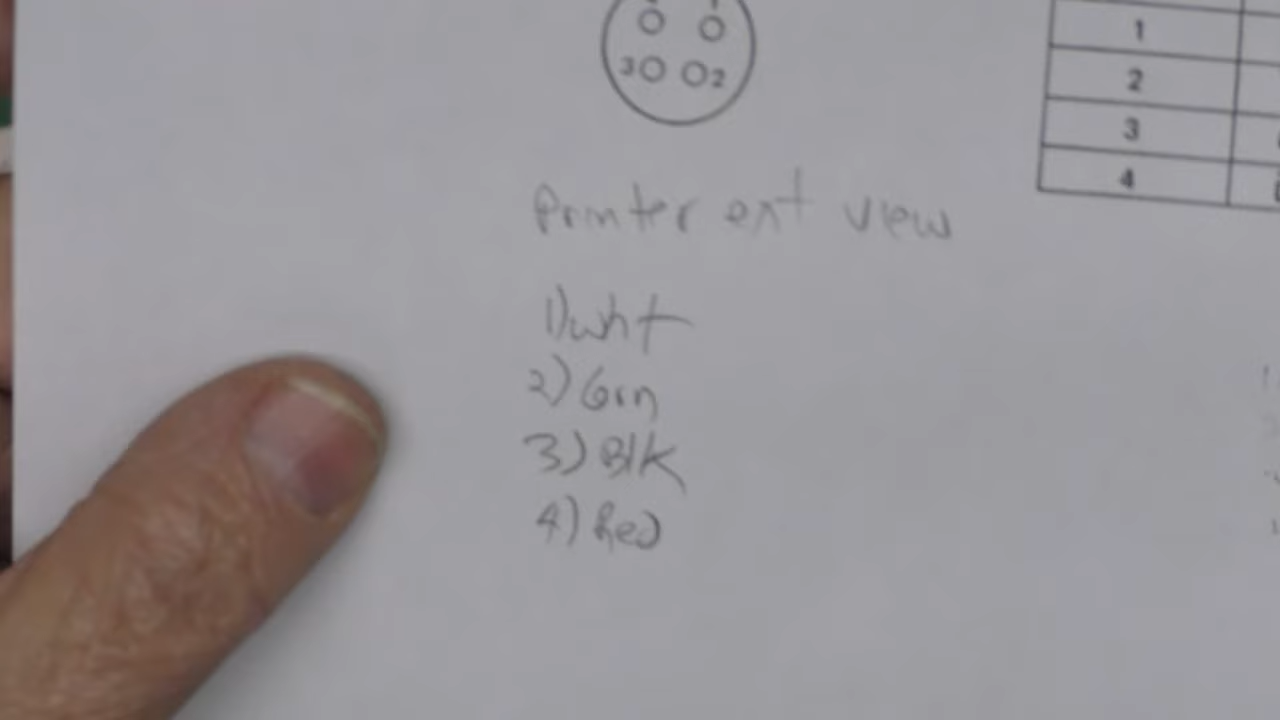 3 2
1
2
3
4
Printer ext view
1) wht
2) Grn
3) Blk
4) Red